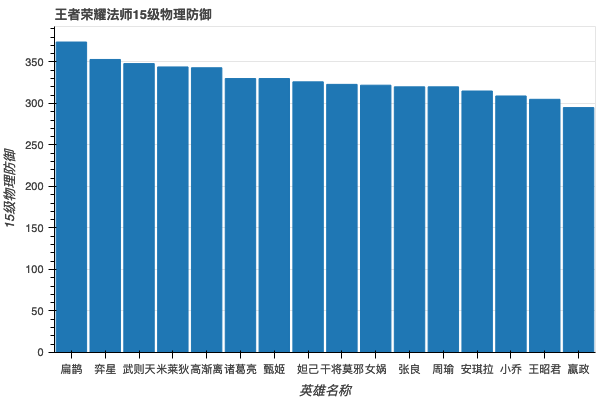 王者荣耀法师15级物理防御
350
300
250
200
150
100
50
0
15级物理防御
扁鹊 弈星 武则天 米莱狄 高渐离 诸葛亮 甄姬 妲己 干将莫邪 女娲 张良 周瑜 安琪拉 小乔 王昭君 嬴政
英雄名称